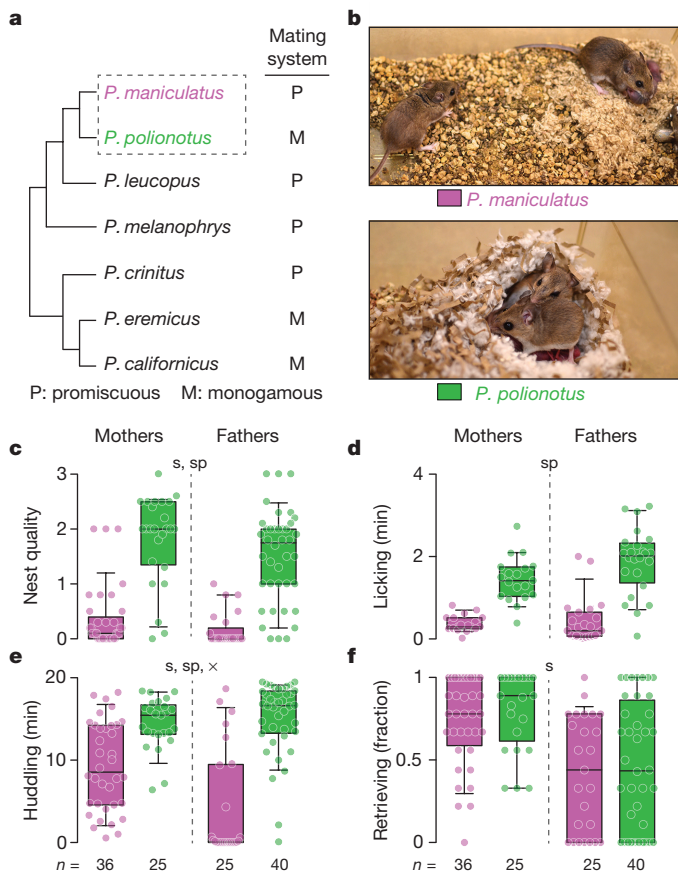 a
Mating
system
P. maniculatus P
P. polionotus M
P. leucopus P
P. melanophrys P
P. crinitus P
P. eremicus M
P. californicus M
P: promiscuous M: monogamous
b
P. maniculatus
P. polionotus
Mothers Fathers
c
s, sp
Nest quality
3
2
1
0
Mothers Fathers
d
sp
Licking (min)
4
2
0
e
s, sp, ×
Huddling (min)
20
10
0
n = 36 25 25 40
f
s
Retrieving (fraction)
1
0.5
0
36 25 25 40